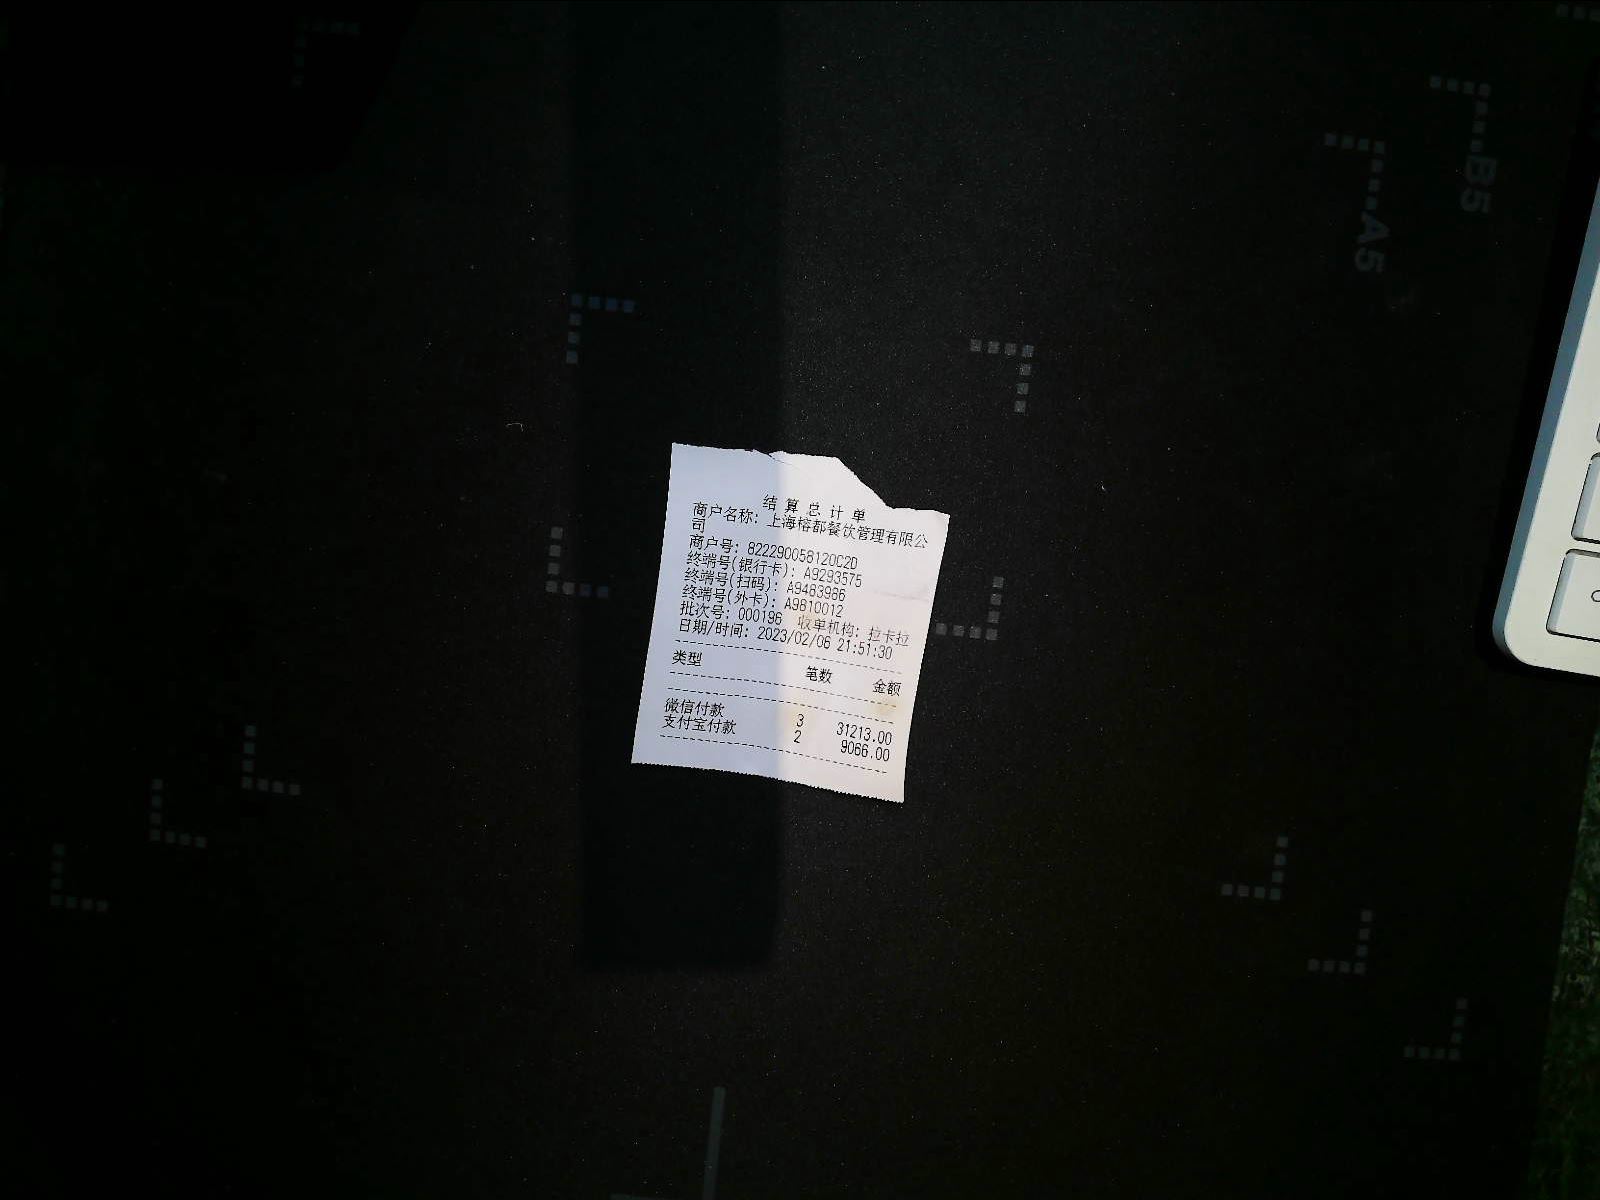 结算总计单
商户名称: 上海榕都餐饮管理有限公
司
商户号: 822290058120C2D
终端号(银行卡): A9293575
终端号(扫码): A9463986
终端号(外卡): A9610012
批次号: 000196 收单机构: 拉卡拉
日期/时间: 2023/02/06 21:51:30
类型 笔数 金额
微信付款 3 31213.00
支付宝付款 2 9066.00
B5
A5